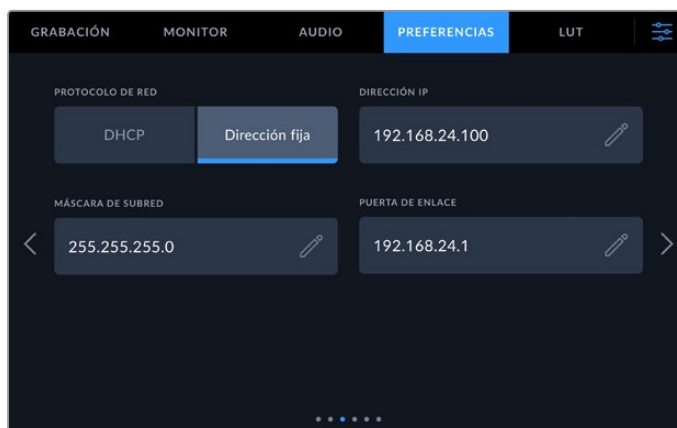 GRABACIÓN MONITOR AUDIO PREFERENCIAS LUT
PROTOCOLO DE RED DIRECCIÓN IP
DHCP Dirección fija 192.168.24.100
MÁSCARA DE SUBRED PUERTA DE ENLACE
255.255.255.0 192.168.24.1